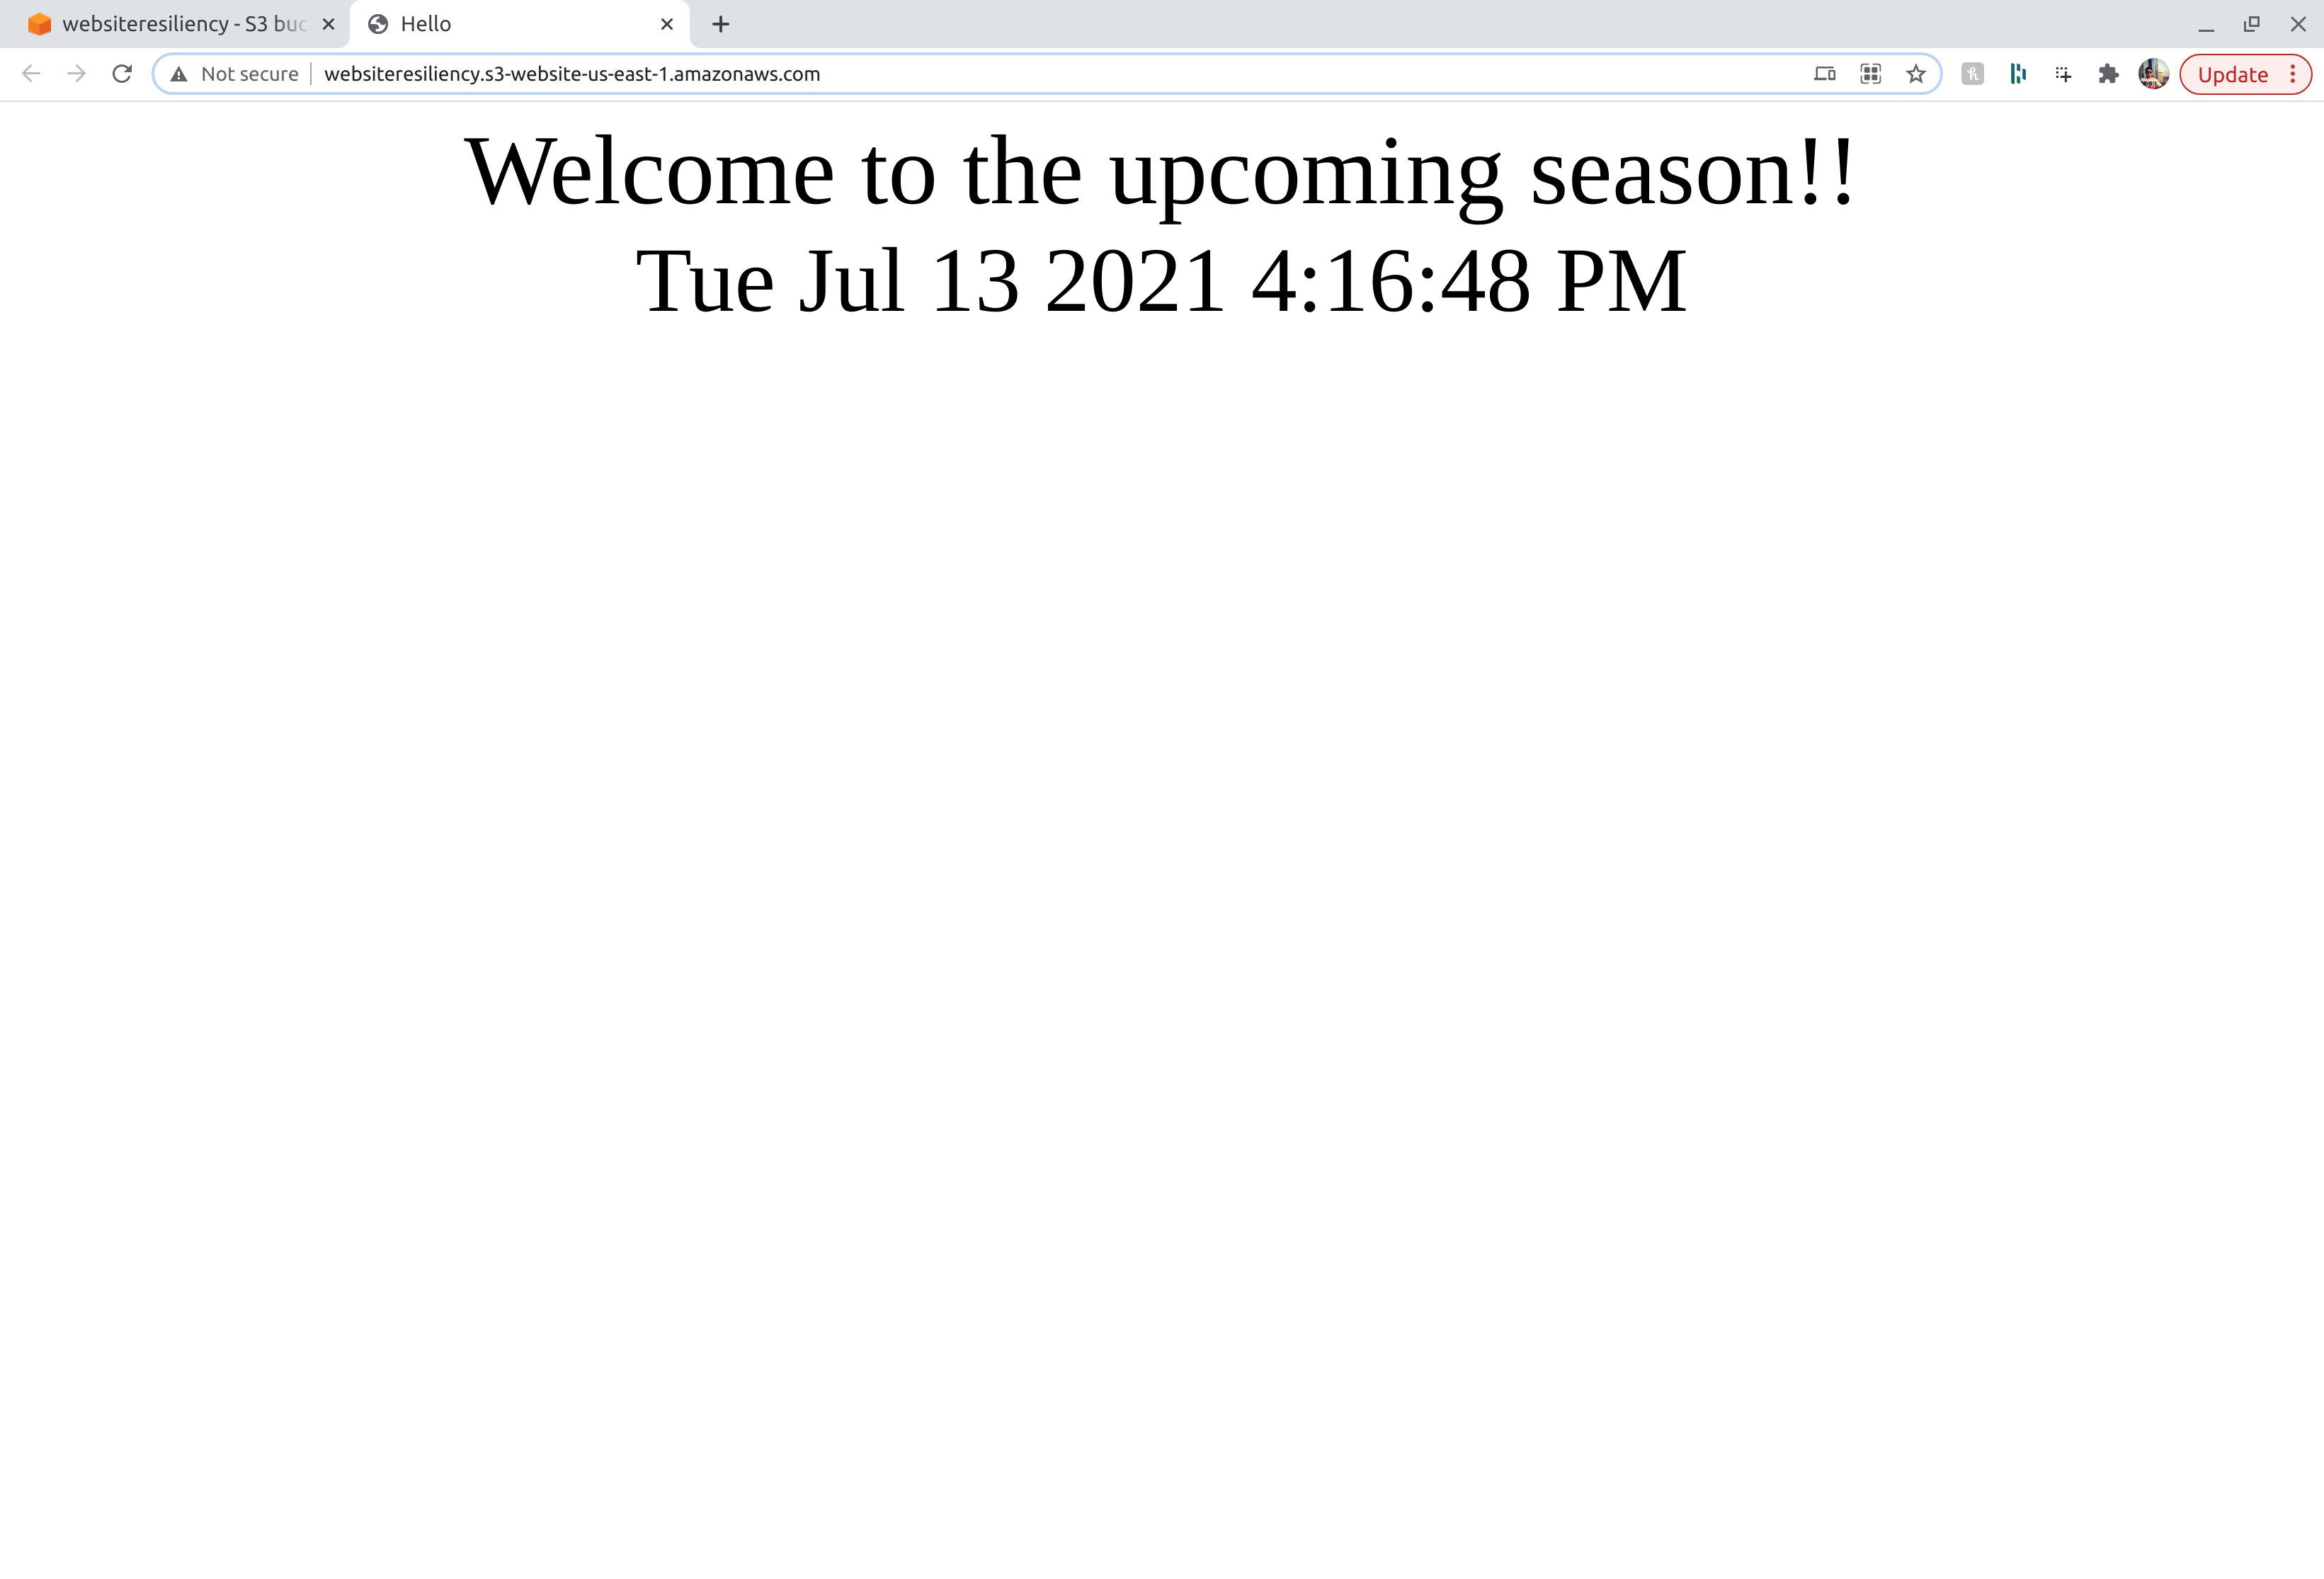 websiteresiliency - S3 buc
Hello
Not secure
websiteresiliency.s3-website-us-east-1.amazonaws.com
Update
Welcome to the upcoming season!!
Tue Jul 13 2021 4:16:48 PM